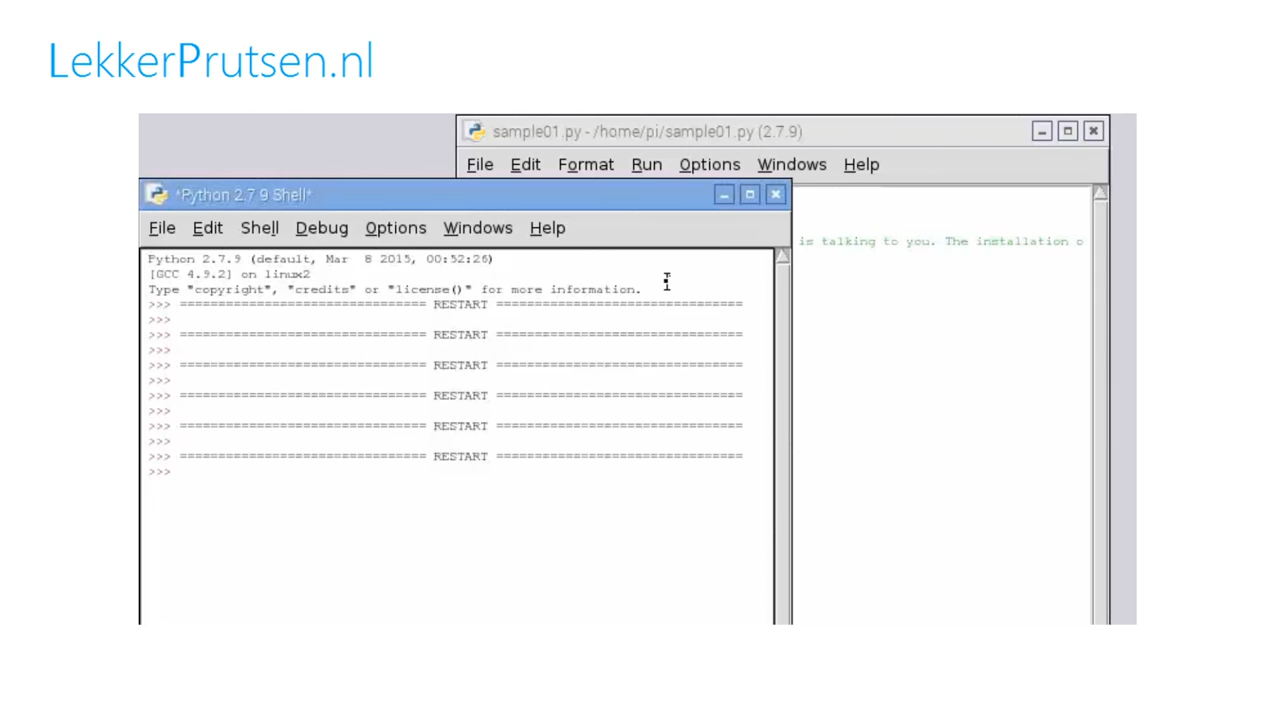 LekkerPrutsen.nl
sample01.py - /home/pi/sample01.py (2.7.9)
File Edit Format Run Options Windows Help
*Python 2.7.9 Shell*
File Edit Shell Debug Options Windows Help
is talking to you. The installation o
Python 2.7.9 (default, Mar  8 2015, 00:52:26)
[GCC 4.9.2] on linux2
Type "copyright", "credits" or "license()" for more information.
>>> ================================ RESTART ================================
>>>
>>> ================================ RESTART ================================
>>>
>>> ================================ RESTART ================================
>>>
>>> ================================ RESTART ================================
>>>
>>> ================================ RESTART ================================
>>>
>>> ================================ RESTART ================================
>>>